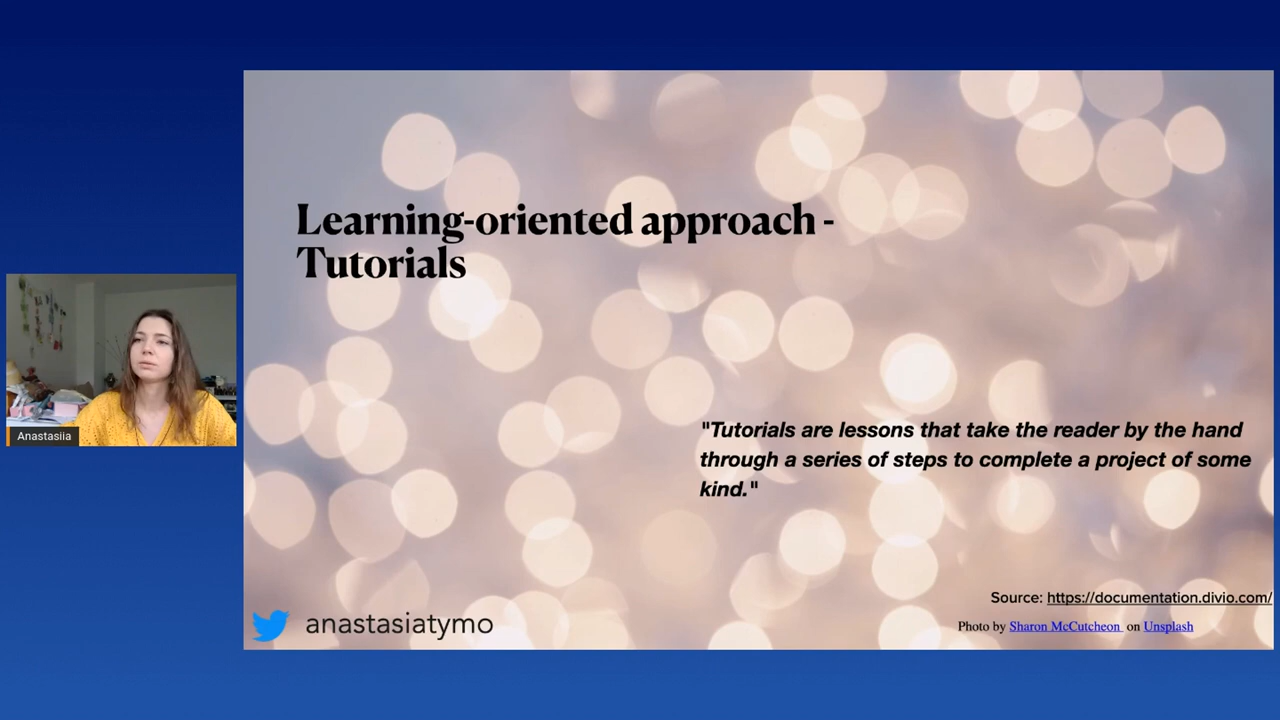 Learning-oriented approach -
Tutorials
"Tutorials are lessons that take the reader by the hand
through a series of steps to complete a project of some
kind."
Anastasiia
Source: https://documentation.divio.com/
anastasiatymo
Photo by Sharon McCutcheon on Unsplash